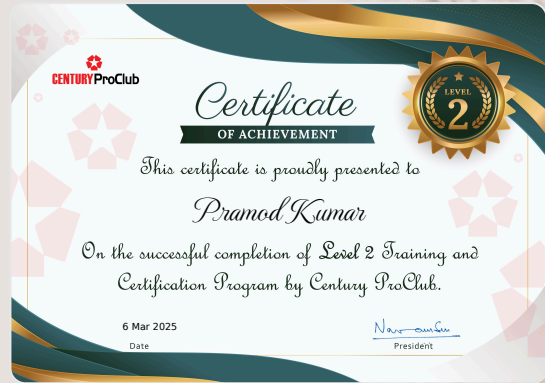 CENTURY ProClub
Certificate
OF ACHIEVEMENT
LEVEL
2
This certificate is proudly presented to
Pramod Kumar
On the successful completion of Level 2 Training and
Certification Program by Century ProClub.
6 Mar 2025
Date
President